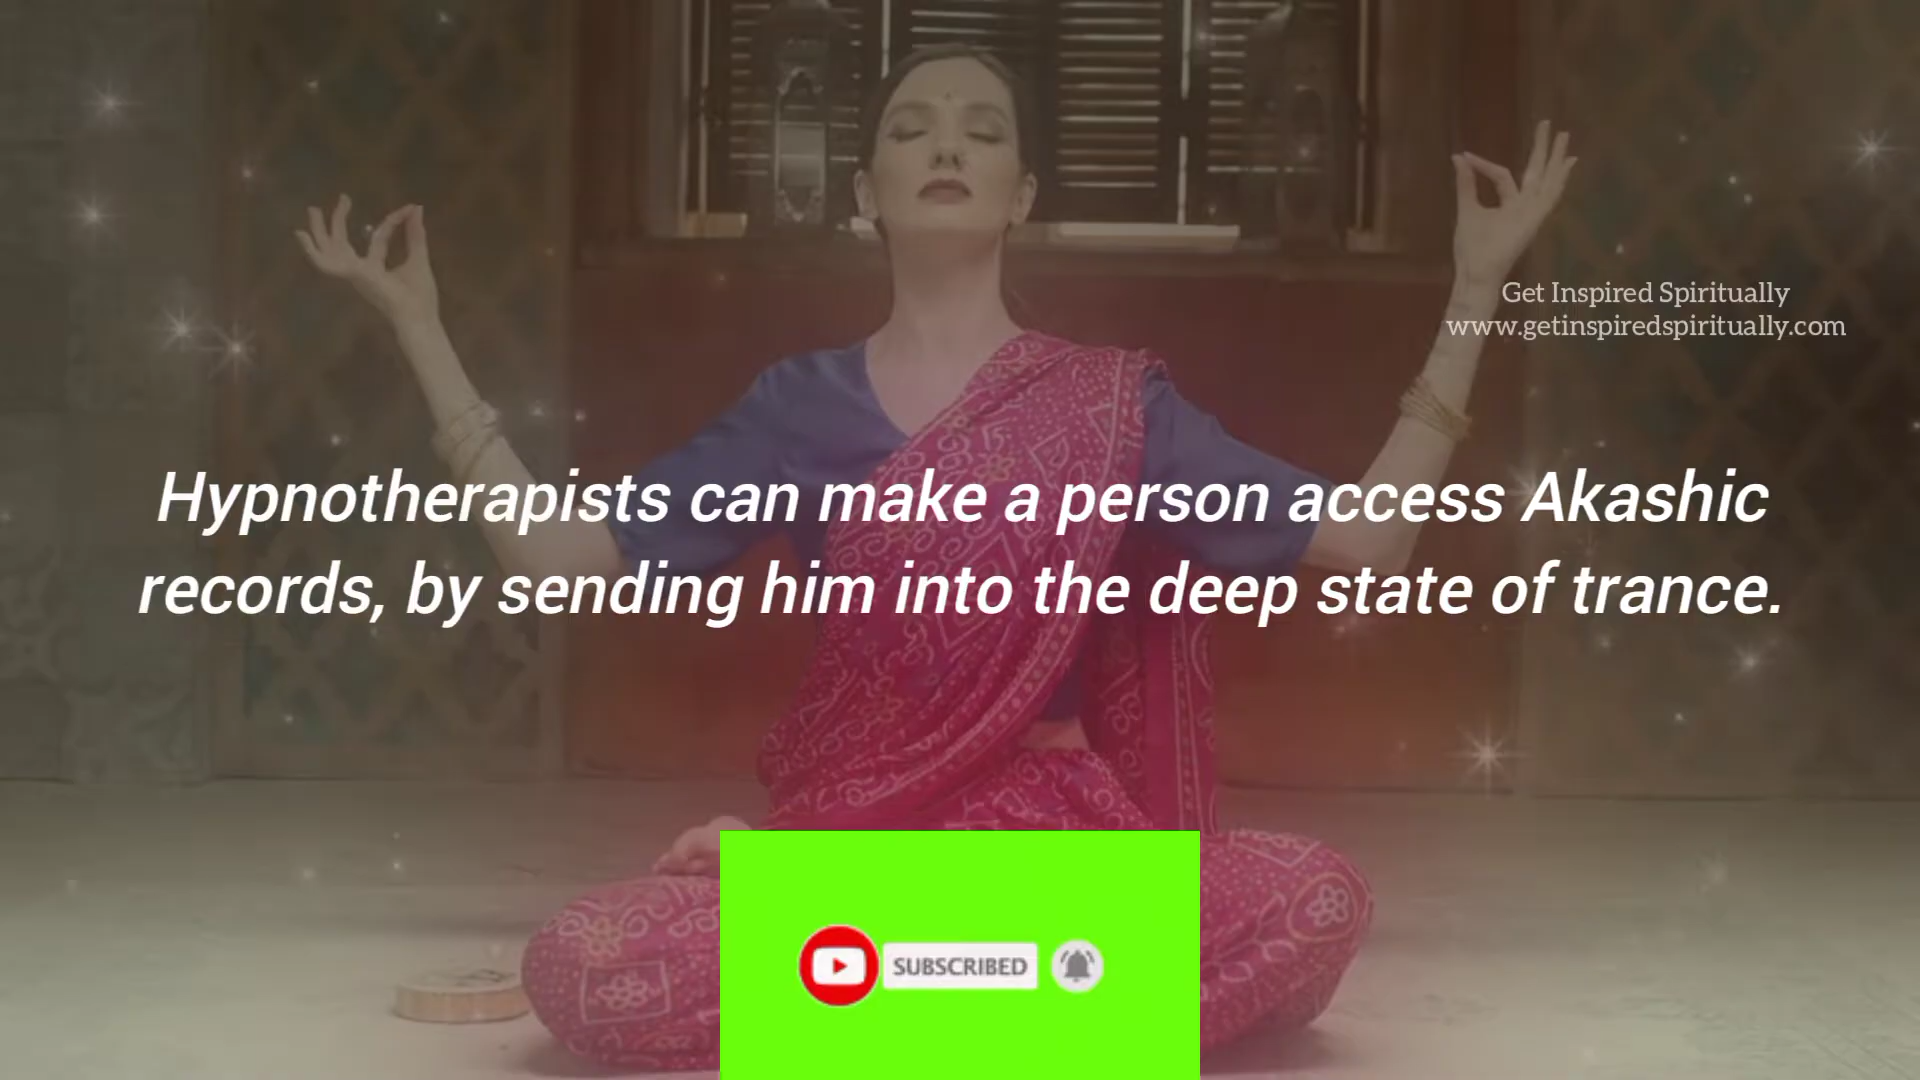 Get Inspired Spiritually
www.getinspiredspiritually.com
Hypnotherapists can make a person access Akashic
records, by sending him into the deep state of trance.
SUBSCRIBED